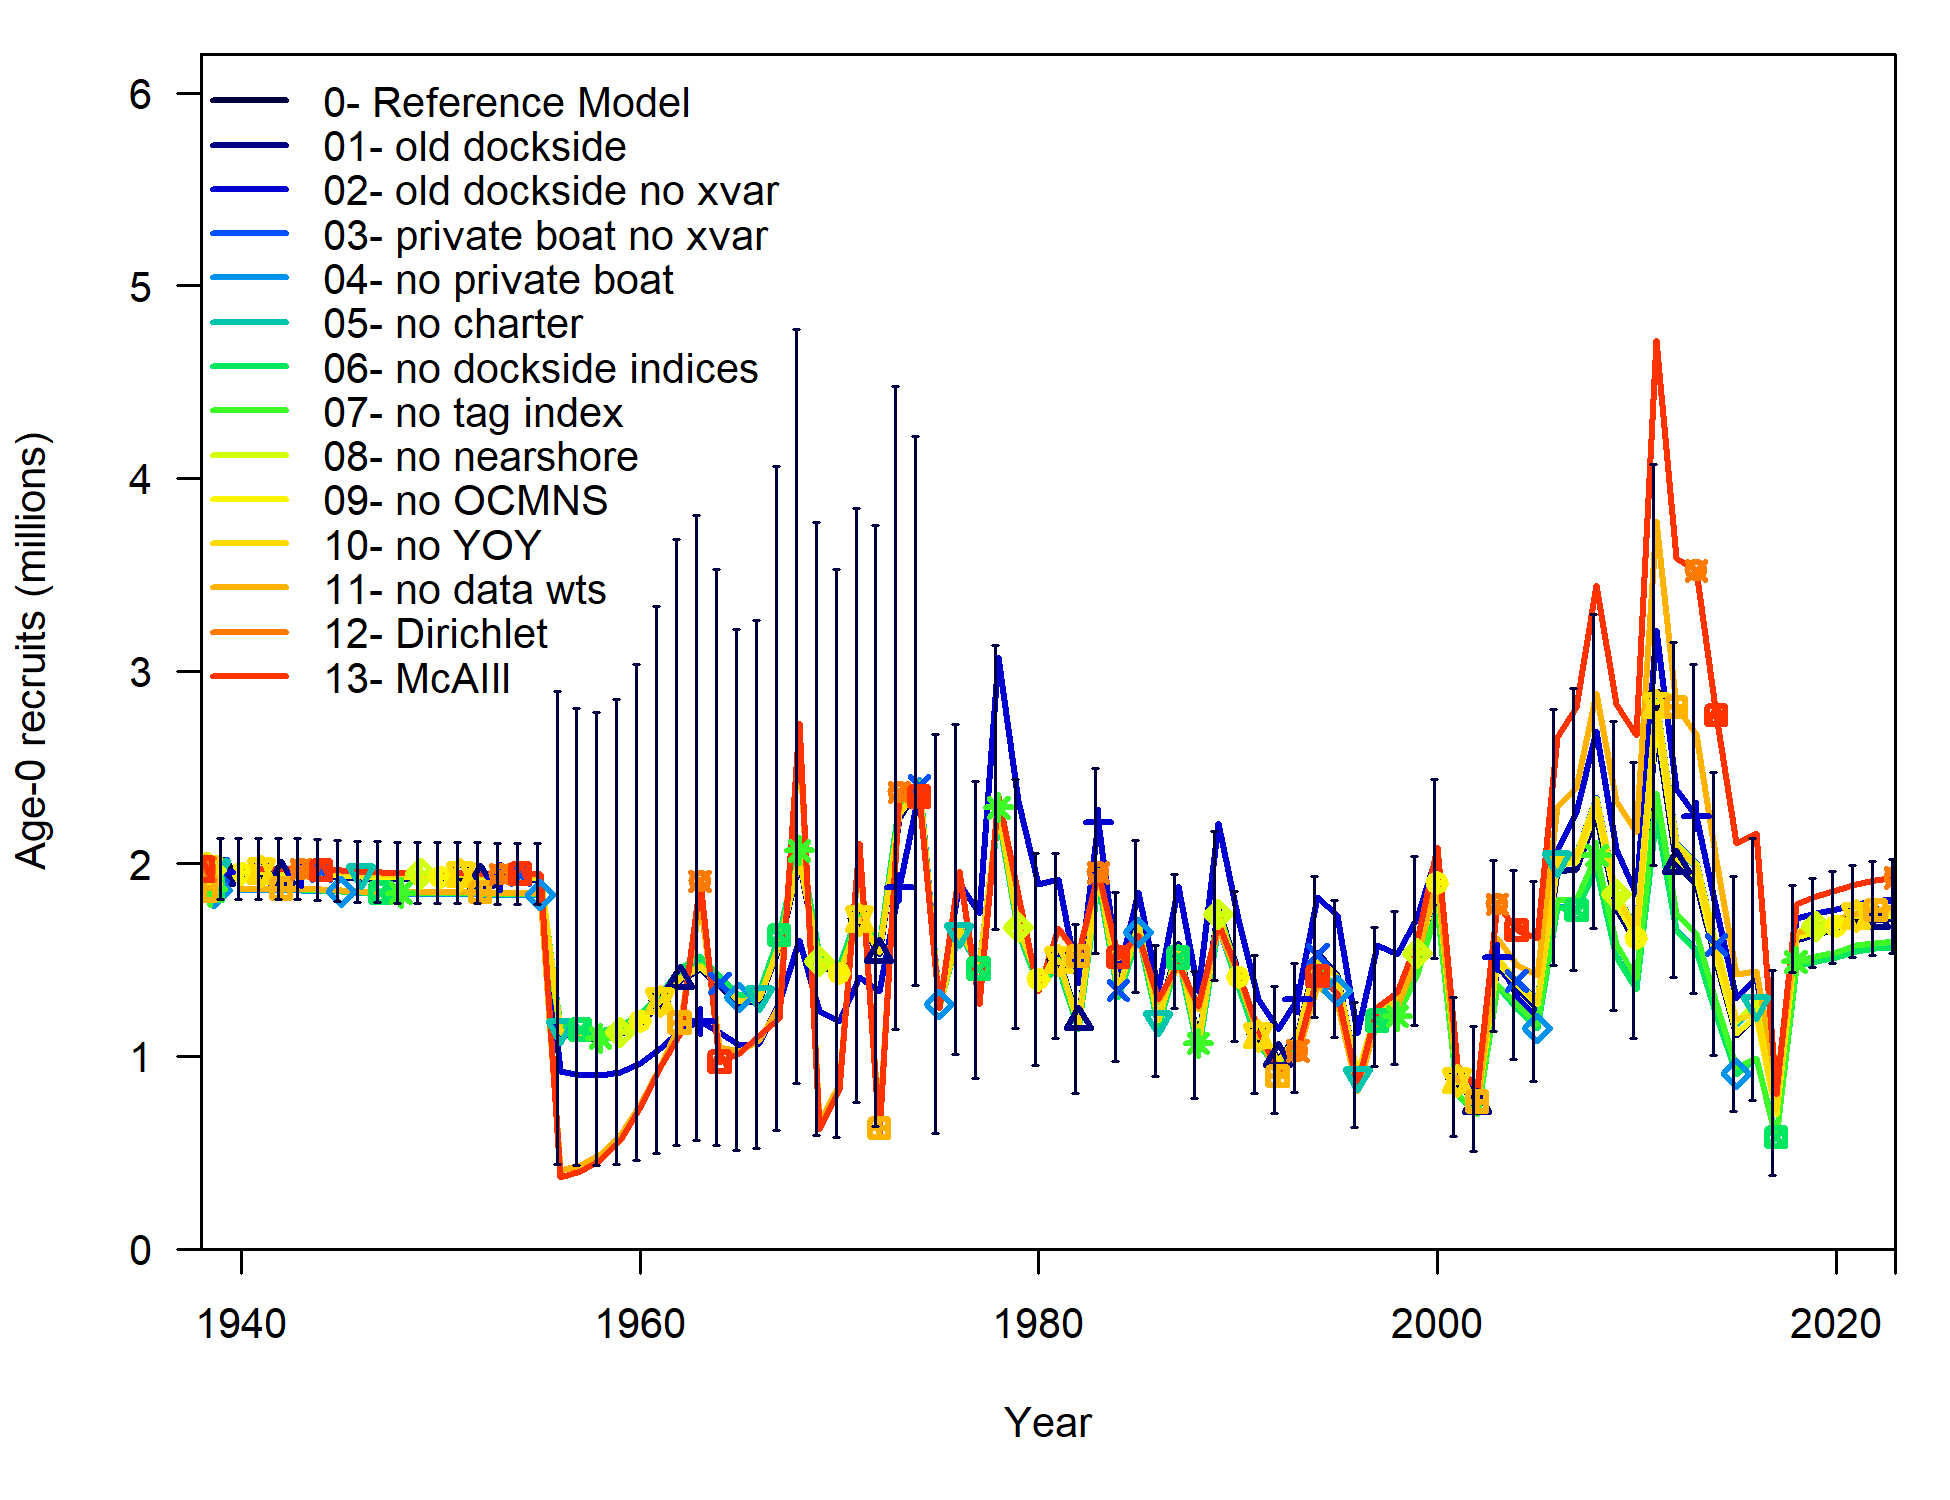 6
5
4
3
2
1
0
Age-0 recruits (millions)
0- Reference Model
01- old dockside
02- old dockside no xvar
03- private boat no xvar
04- no private boat
05- no charter
06- no dockside indices
07- no tag index
08- no nearshore
09- no OCMNS
10- no YOY
11- no data wts
12- Dirichlet
13- McAlll
1940
1960
1980
2000
2020
Year